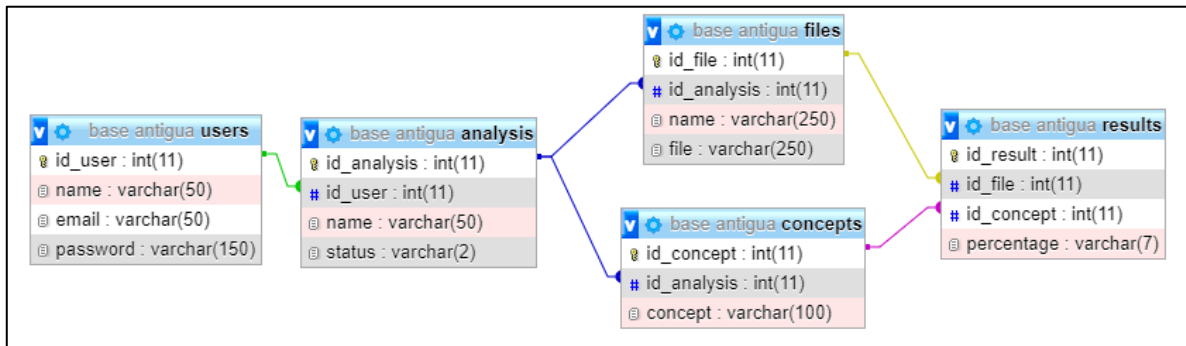 base antigua users
id_user : int(11)
name : varchar(50)
email : varchar(50)
password : varchar(150)
base antigua analysis
id_analysis : int(11)
id_user : int(11)
name : varchar(50)
status : varchar(2)
base antigua files
id_file : int(11)
id_analysis : int(11)
name : varchar(250)
file : varchar(250)
base antigua concepts
id_concept : int(11)
id_analysis : int(11)
concept : varchar(100)
base antigua results
id_result : int(11)
id_file : int(11)
id_concept : int(11)
percentage : varchar(7)